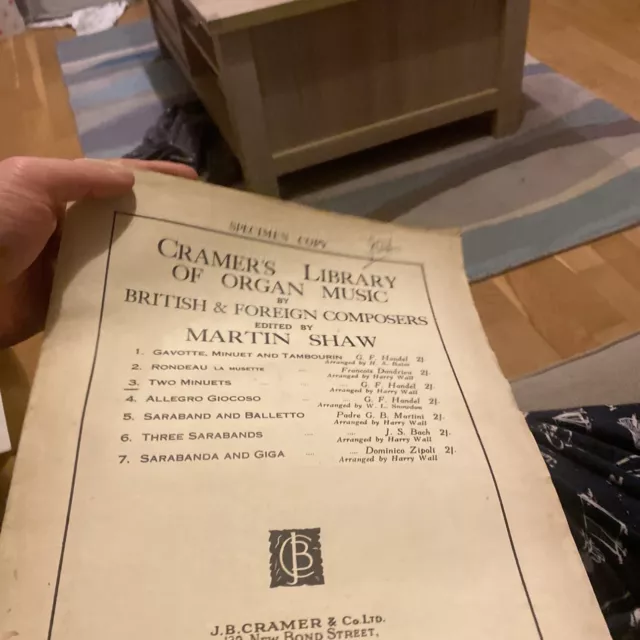 SPECIMEN COPY
CRAMER'S LIBRARY
OF ORGAN MUSIC
BY
BRITISH & FOREIGN COMPOSERS
EDITED BY
MARTIN SHAW
1. GAVOTTE, MINUET AND TAMBOURIN G. F. Handel 2/.
Arranged by H. A.
2. RONDEAU LA MUSETTE ... Francois Dandrieu 2/.
Arranged by Harry Wall
3. TWO MINUETS ... G. F. Handel 2/.
Arranged by Harry Wall
4. ALLEGRO GIOCOSO ... G. F. Handel 2/.
Arranged by W. L. Snowdon
5. SARABAND AND BALLETTO Padre G. B. Martini 2/.
Arranged by Harry Wall
6. THREE SARABANDS ... J. S. Bach 2/.
Arranged by Harry Wall
7. SARABANDA AND GIGA ... Domenico Zipoli 2/.
Arranged by Harry Wall
JBC
J. B. CRAMER & Co. LTD.
139 NEW BOND STREET,